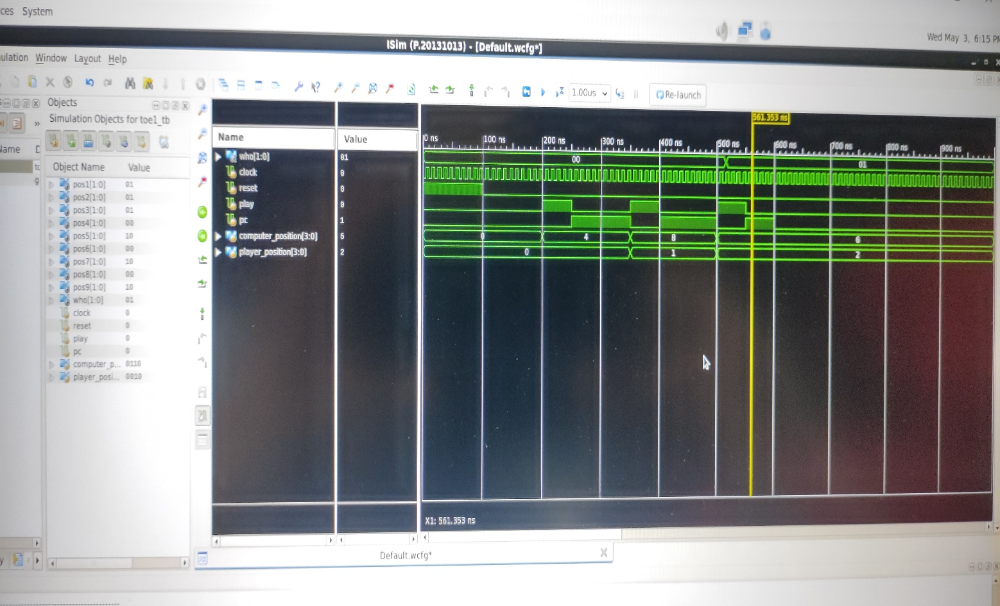 ces System
Wed May 3, 6:15 PM
ISim (P.20131013) - [Default.wcfg*]
ulation Window Layout Help
1.00us
Re-launch
Objects
Simulation Objects for toe1_tb
Object Name Value
pos1[1:0] 01
pos2[1:0] 01
pos3[1:0] 01
pos4[1:0] 00
pos5[1:0] 10
pos6[1:0] 00
pos7[1:0] 10
pos8[1:0] 00
pos9[1:0] 10
who[1:0] 01
clock 0
reset 0
play 0
pc 0
computer_p... 0110
player_posi... 0010
Name Value
who[1:0] 01
clock 0
reset 0
play 0
pc 1
computer_position[3:0] 6
player_position[3:0] 2
561.353 ns
0 ns 100 ns 200 ns 300 ns 400 ns 500 ns 600 ns 700 ns 800 ns 900 ns
00 01
0 4 8 6
0 1 2
X1: 561.353 ns
Default.wcfg*